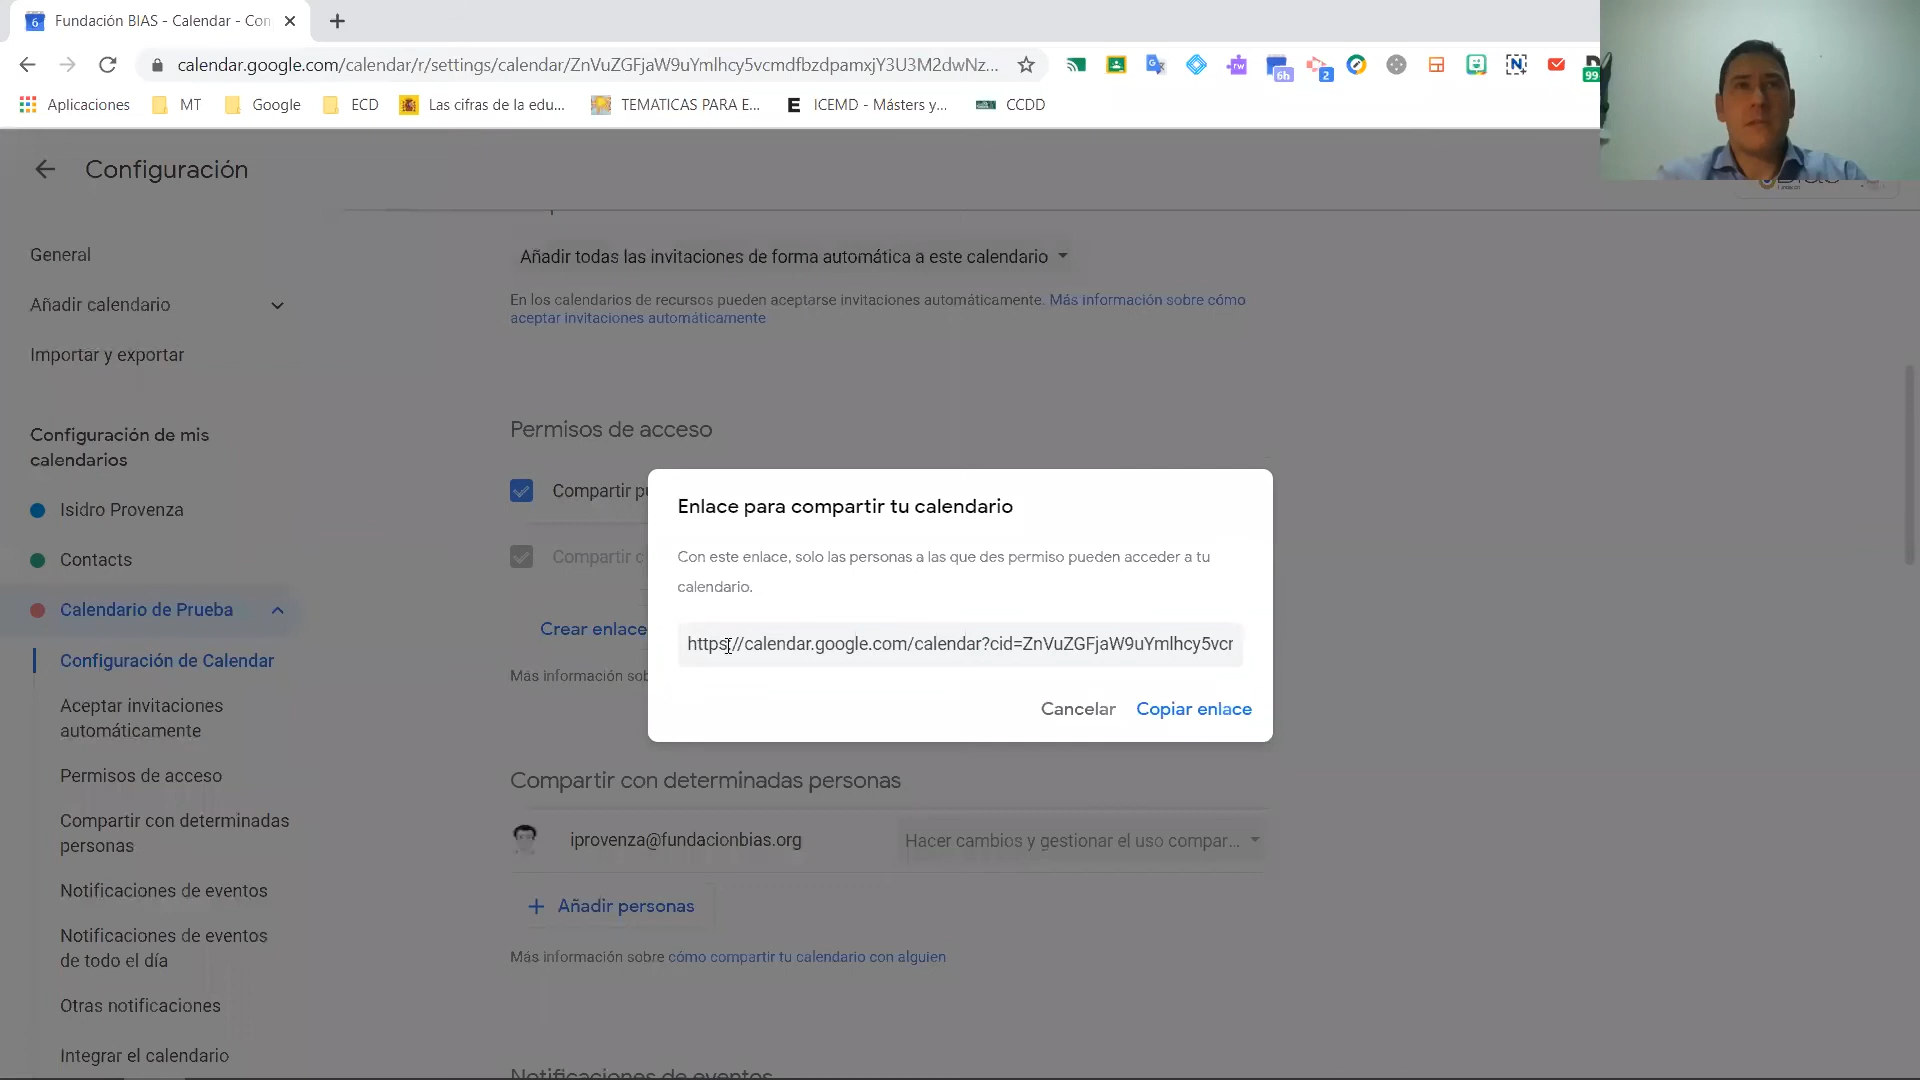 Fundación BIAS - Calendar - Con
calendar.google.com/calendar/r/settings/calendar/ZnVuZGFjaW9uYmlhcy5vcmdfbzdpamxjY3U3M2dwNz...
6h
2
99
Aplicaciones
MT
Google
ECD
Las cifras de la edu...
TEMATICAS PARA E...
ICEMD - Másters y...
CCDD
Configuración
General
Añadir calendario
Importar y exportar
Configuración de mis
calendarios
Isidro Provenza
Contacts
Calendario de Prueba
Configuración de Calendar
Aceptar invitaciones
automáticamente
Permisos de acceso
Compartir con determinadas
personas
Notificaciones de eventos
Notificaciones de eventos
de todo el día
Otras notificaciones
Integrar el calendario
Añadir todas las invitaciones de forma automática a este calendario
En los calendarios de recursos pueden aceptarse invitaciones automáticamente. Más información sobre cómo
aceptar invitaciones automáticamente
Permisos de acceso
Compartir pu
Compartir c
Crear enlace
Más información sob
Enlace para compartir tu calendario
Con este enlace, solo las personas a las que des permiso pueden acceder a tu
calendario.
https://calendar.google.com/calendar?cid=ZnVuZGFjaW9uYmlhcy5vcr
Cancelar
Copiar enlace
Compartir con determinadas personas
iprovenza@fundacionbias.org
Hacer cambios y gestionar el uso compar...
Añadir personas
Más información sobre cómo compartir tu calendario con alguien
Notificaciones de eventos